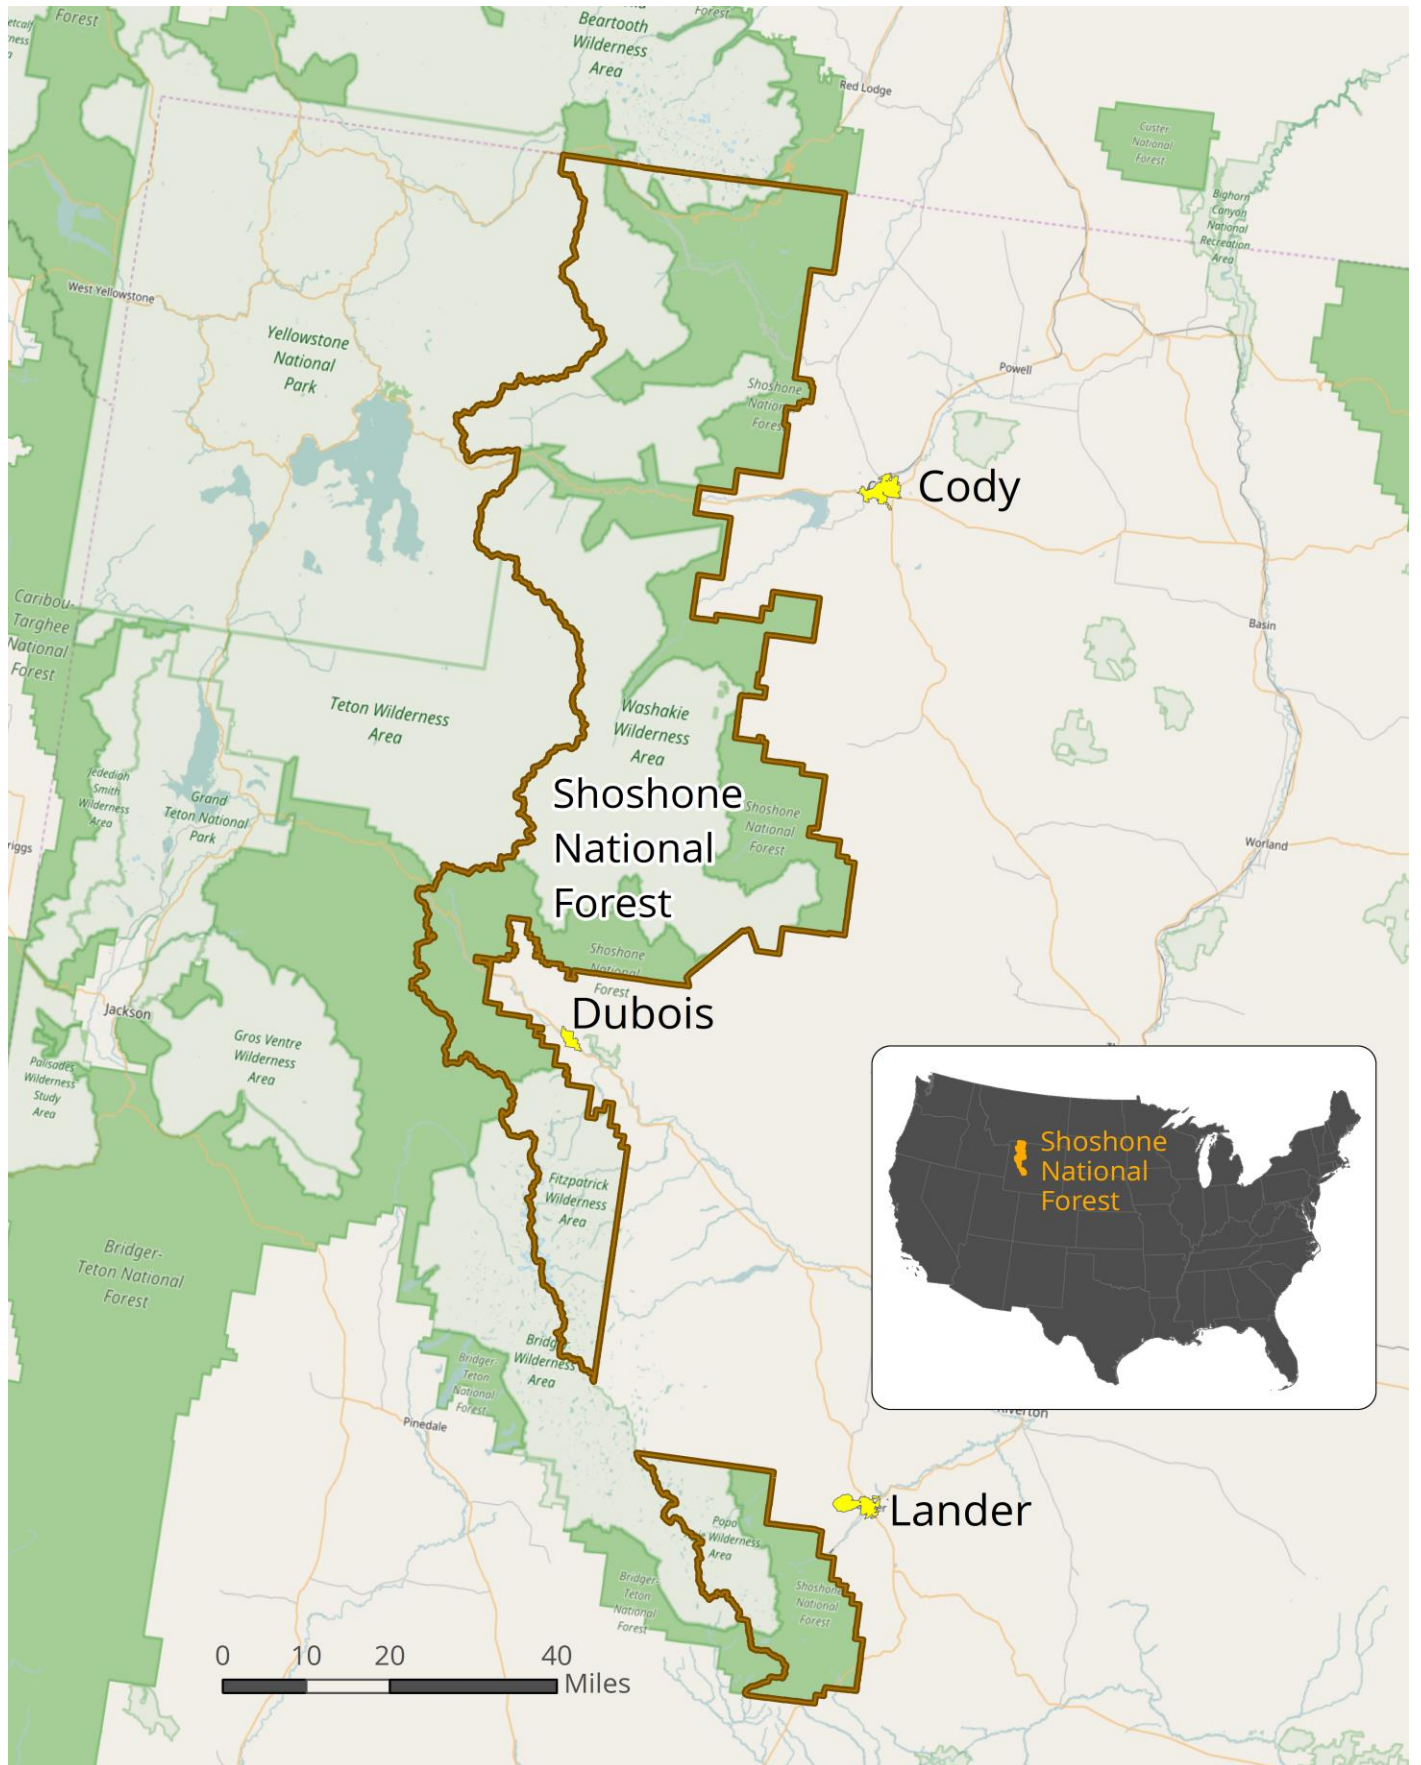 Forest
Beartooth
Wilderness
Area
Forest
Red Lodge
Custer
National
Forest
Bighorn
Canyon
National
Recreation
Area
West Yellowstone
Yellowstone
National
Park
Powell
Shoshone
Forest
Cody
Caribou-
Targhee
National
Forest
Basin
Teton Wilderness
Area
Washakie
Wilderness
Area
Jedediah
Smith
Wilderness
Area
Grand
Teton National
Park
Shoshone
National
Forest
Shoshone
National
Forest
Worland
Shoshone
National
Forest
Dubois
Jackson
Gros Ventre
Wilderness
Area
Palisades
Wilderness
Study
Area
Shoshone
National
Forest
Fitzpatrick
Wilderness
Area
Bridger-
Teton National
Forest
Bridger
Wilderness
Area
Bridger-
Teton
National
Forest
Pinedale
Lander
Popo
Wilderness
Area
Bridger-
Teton
National
Forest
Shoshone
National
Forest
0 10 20 40
Miles